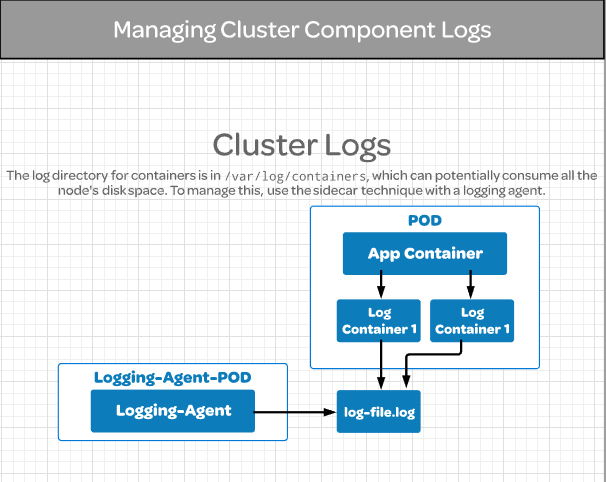 Managing Cluster Component Logs
Cluster Logs
The log directory for containers is in /var/log/containers, which can potentially consume all the
node's disk space. To manage this, use the sidecar technique with a logging agent.
POD
App Container
Log
Container 1
Log
Container 1
Logging-Agent-POD
Logging-Agent
log-file.log